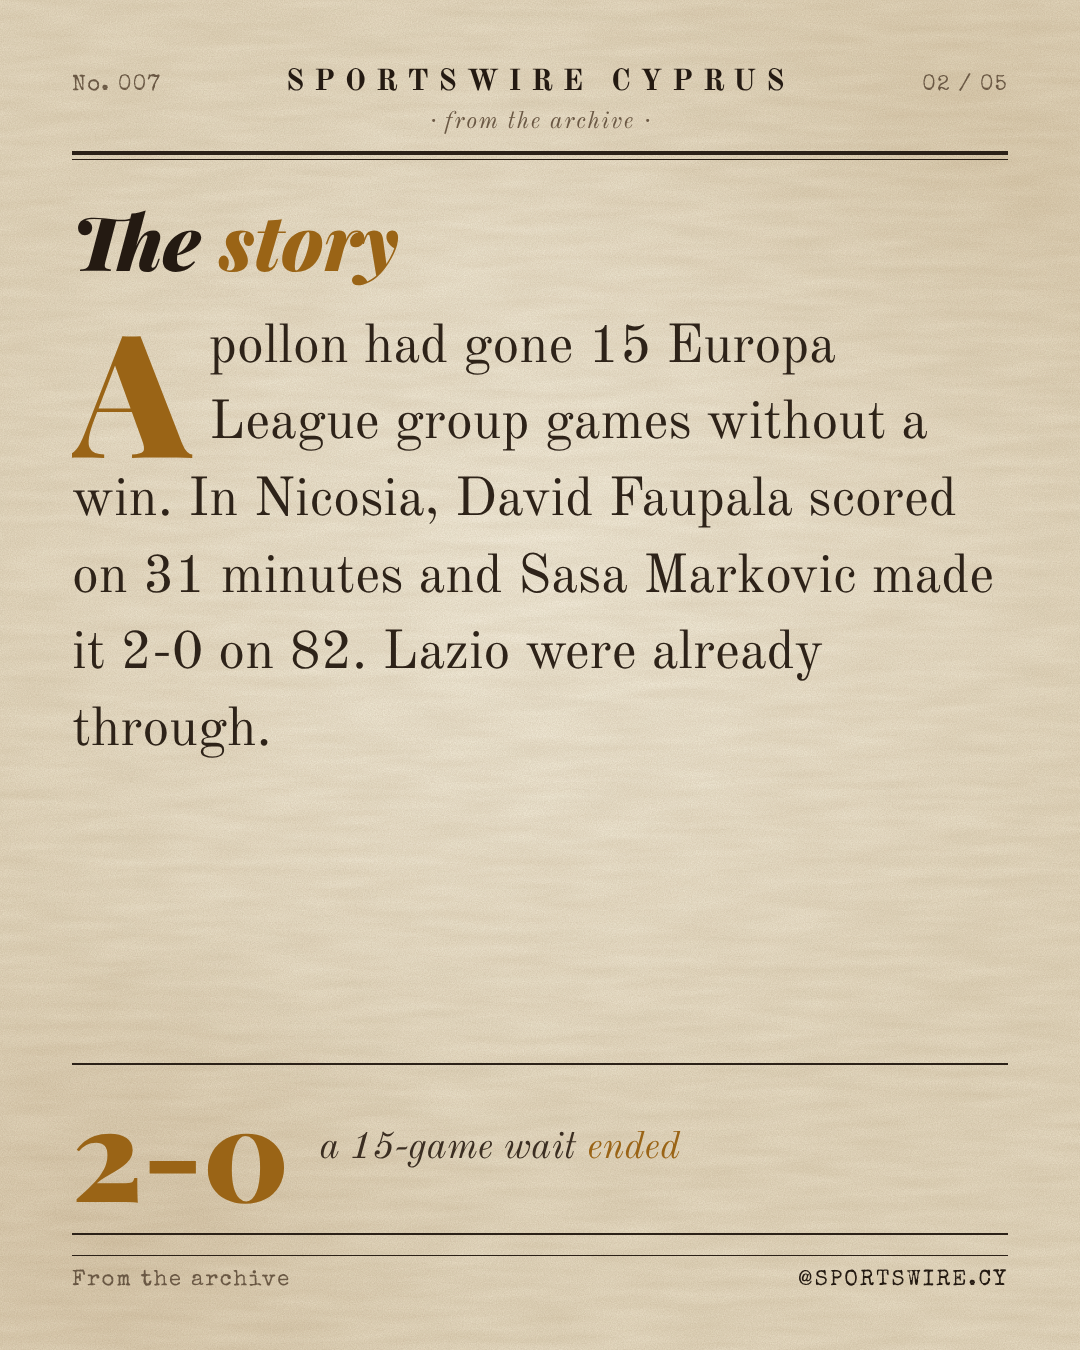 No. 007
SPORTSWIRE CYPRUS
02 / 05
· from the archive ·
The story
Apollon had gone 15 Europa
League group games without a
win. In Nicosia, David Faupala scored
on 31 minutes and Sasa Markovic made
it 2-0 on 82. Lazio were already
through.
2-0
a 15-game wait ended
From the archive
@SPORTSWIRE.CY